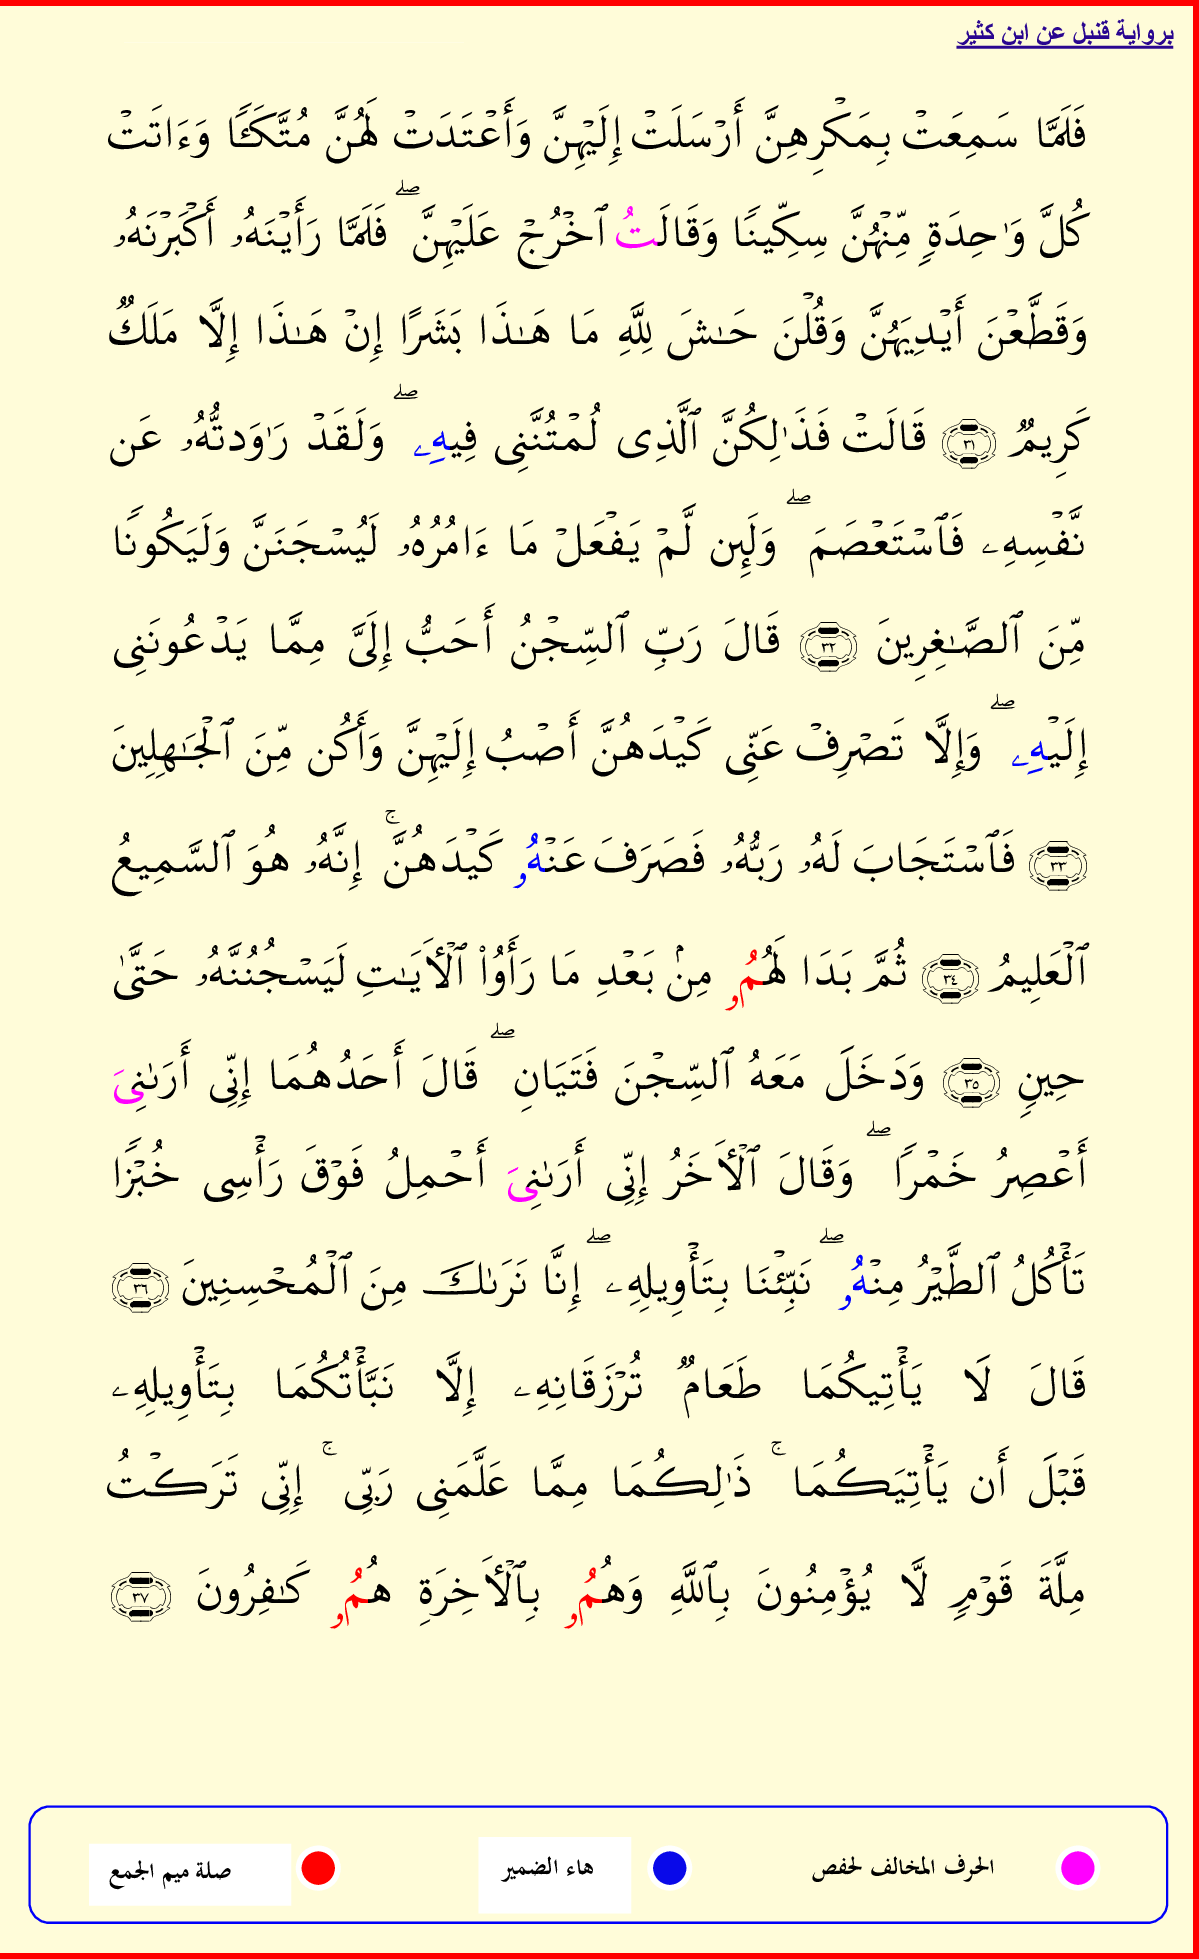 برواية قنبل عن ابن كثير
فَلَمَّا سَمِعَتْ بِمَكْرِهِنَّ أَرْسَلَتْ إِلَيْهِنَّ وَأَعْتَدَتْ لَهُنَّ مُتَّكَـًٔا وَءَاتَتْ
كُلَّ وَٰحِدَةٍ مِّنْهُنَّ سِكِّينًا وَقَالَتُ ٱخْرُجْ عَلَيْهِنَّ ۖ فَلَمَّا رَأَيْنَهُۥ أَكْبَرْنَهُۥ
وَقَطَّعْنَ أَيْدِيَهُنَّ وَقُلْنَ حَـٰشَ لِلَّهِ مَا هَـٰذَا بَشَرًا إِنْ هَـٰذَا إِلَّا مَلَكٌ
كَرِيمٌ ٣١ قَالَتْ فَذَٰلِكُنَّ ٱلَّذِى لُمْتُنَّنِى فِيهِۦ ۖ وَلَقَدْ رَٰوَدتُّهُۥ عَن
نَّفْسِهِۦ فَٱسْتَعْصَمَ ۖ وَلَئِن لَّمْ يَفْعَلْ مَا ءَامُرُهُۥ لَيُسْجَنَنَّ وَلَيَكُونًا
مِّنَ ٱلصَّـٰغِرِينَ ٣٢ قَالَ رَبِّ ٱلسِّجْنُ أَحَبُّ إِلَىَّ مِمَّا يَدْعُونَنِى
إِلَيْهِۦ ۖ وَإِلَّا تَصْرِفْ عَنِّى كَيْدَهُنَّ أَصْبُ إِلَيْهِنَّ وَأَكُن مِّنَ ٱلْجَـٰهِلِينَ
٣٣ فَٱسْتَجَابَ لَهُۥ رَبُّهُۥ فَصَرَفَ عَنْهُۥ كَيْدَهُنَّ ۚ إِنَّهُۥ هُوَ ٱلسَّمِيعُ
ٱلْعَلِيمُ ٣٤ ثُمَّ بَدَا لَهُمُۥ مِنۢ بَعْدِ مَا رَأَوُا۟ ٱلْأَيَـٰتِ لَيَسْجُنُنَّهُۥ حَتَّىٰ
حِينٍ ٣٥ وَدَخَلَ مَعَهُ ٱلسِّجْنَ فَتَيَانِ ۖ قَالَ أَحَدُهُمَا إِنِّى أَرَىٰنِىَ
أَعْصِرُ خَمْرًا ۖ وَقَالَ ٱلْأَخَرُ إِنِّى أَرَىٰنِىَ أَحْمِلُ فَوْقَ رَأْسِى خُبْزًا
تَأْكُلُ ٱلطَّيْرُ مِنْهُۥ ۖ نَبِّئْنَا بِتَأْوِيلِهِۦ ۖ إِنَّا نَرَىٰكَ مِنَ ٱلْمُحْسِنِينَ ٣٦
قَالَ لَا يَأْتِيكُمَا طَعَامٌ تُرْزَقَانِهِۦ إِلَّا نَبَّأْتُكُمَا بِتَأْوِيلِهِۦ
قَبْلَ أَن يَأْتِيَكُمَا ۚ ذَٰلِكُمَا مِمَّا عَلَّمَنِى رَبِّى ۚ إِنِّى تَرَكْتُ
مِلَّةَ قَوْمٍ لَّا يُؤْمِنُونَ بِٱللَّهِ وَهُمُۥ بِٱلْأَخِرَةِ هُمُۥ كَـٰفِرُونَ ٣٧
الحرف المخالف لحفص هاء الضمير صلة ميم الجمع